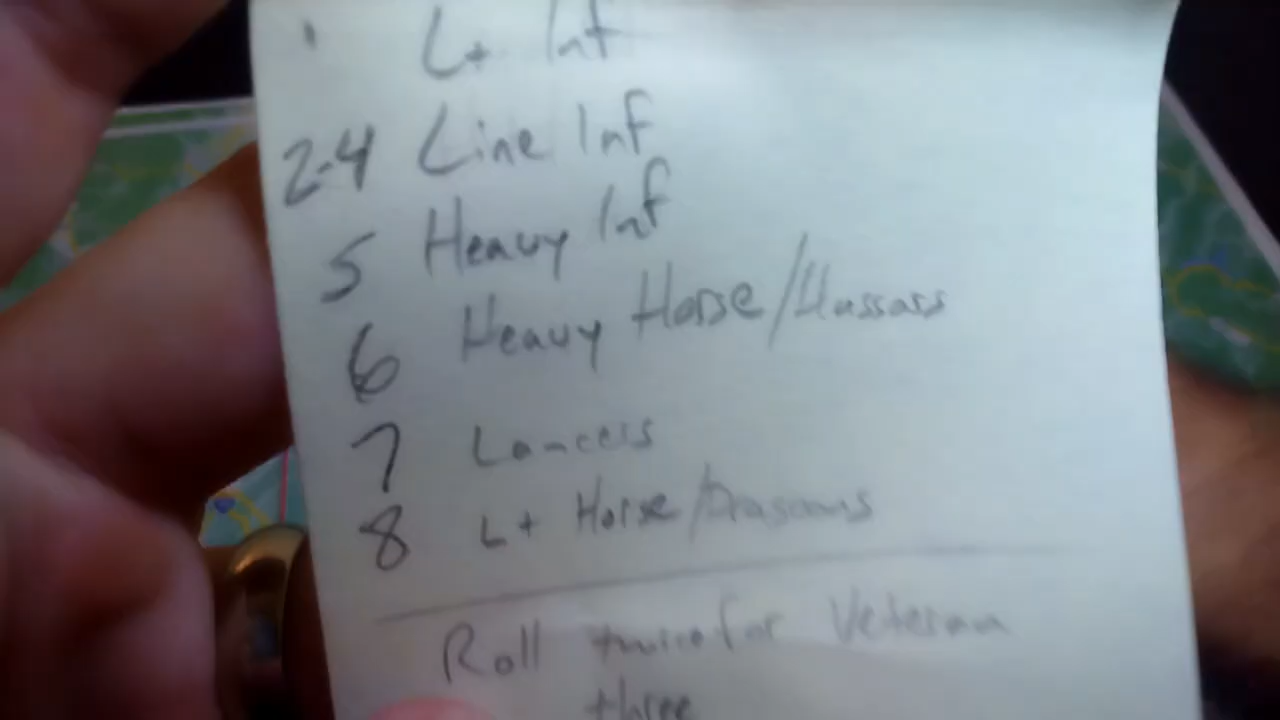 1 Lt Inf
2-4 Line Inf
5 Heavy Inf
6 Heavy Horse/Hussars
7 Lancers
8 Lt Horse/Dragoons
Roll twice for Veteran
three